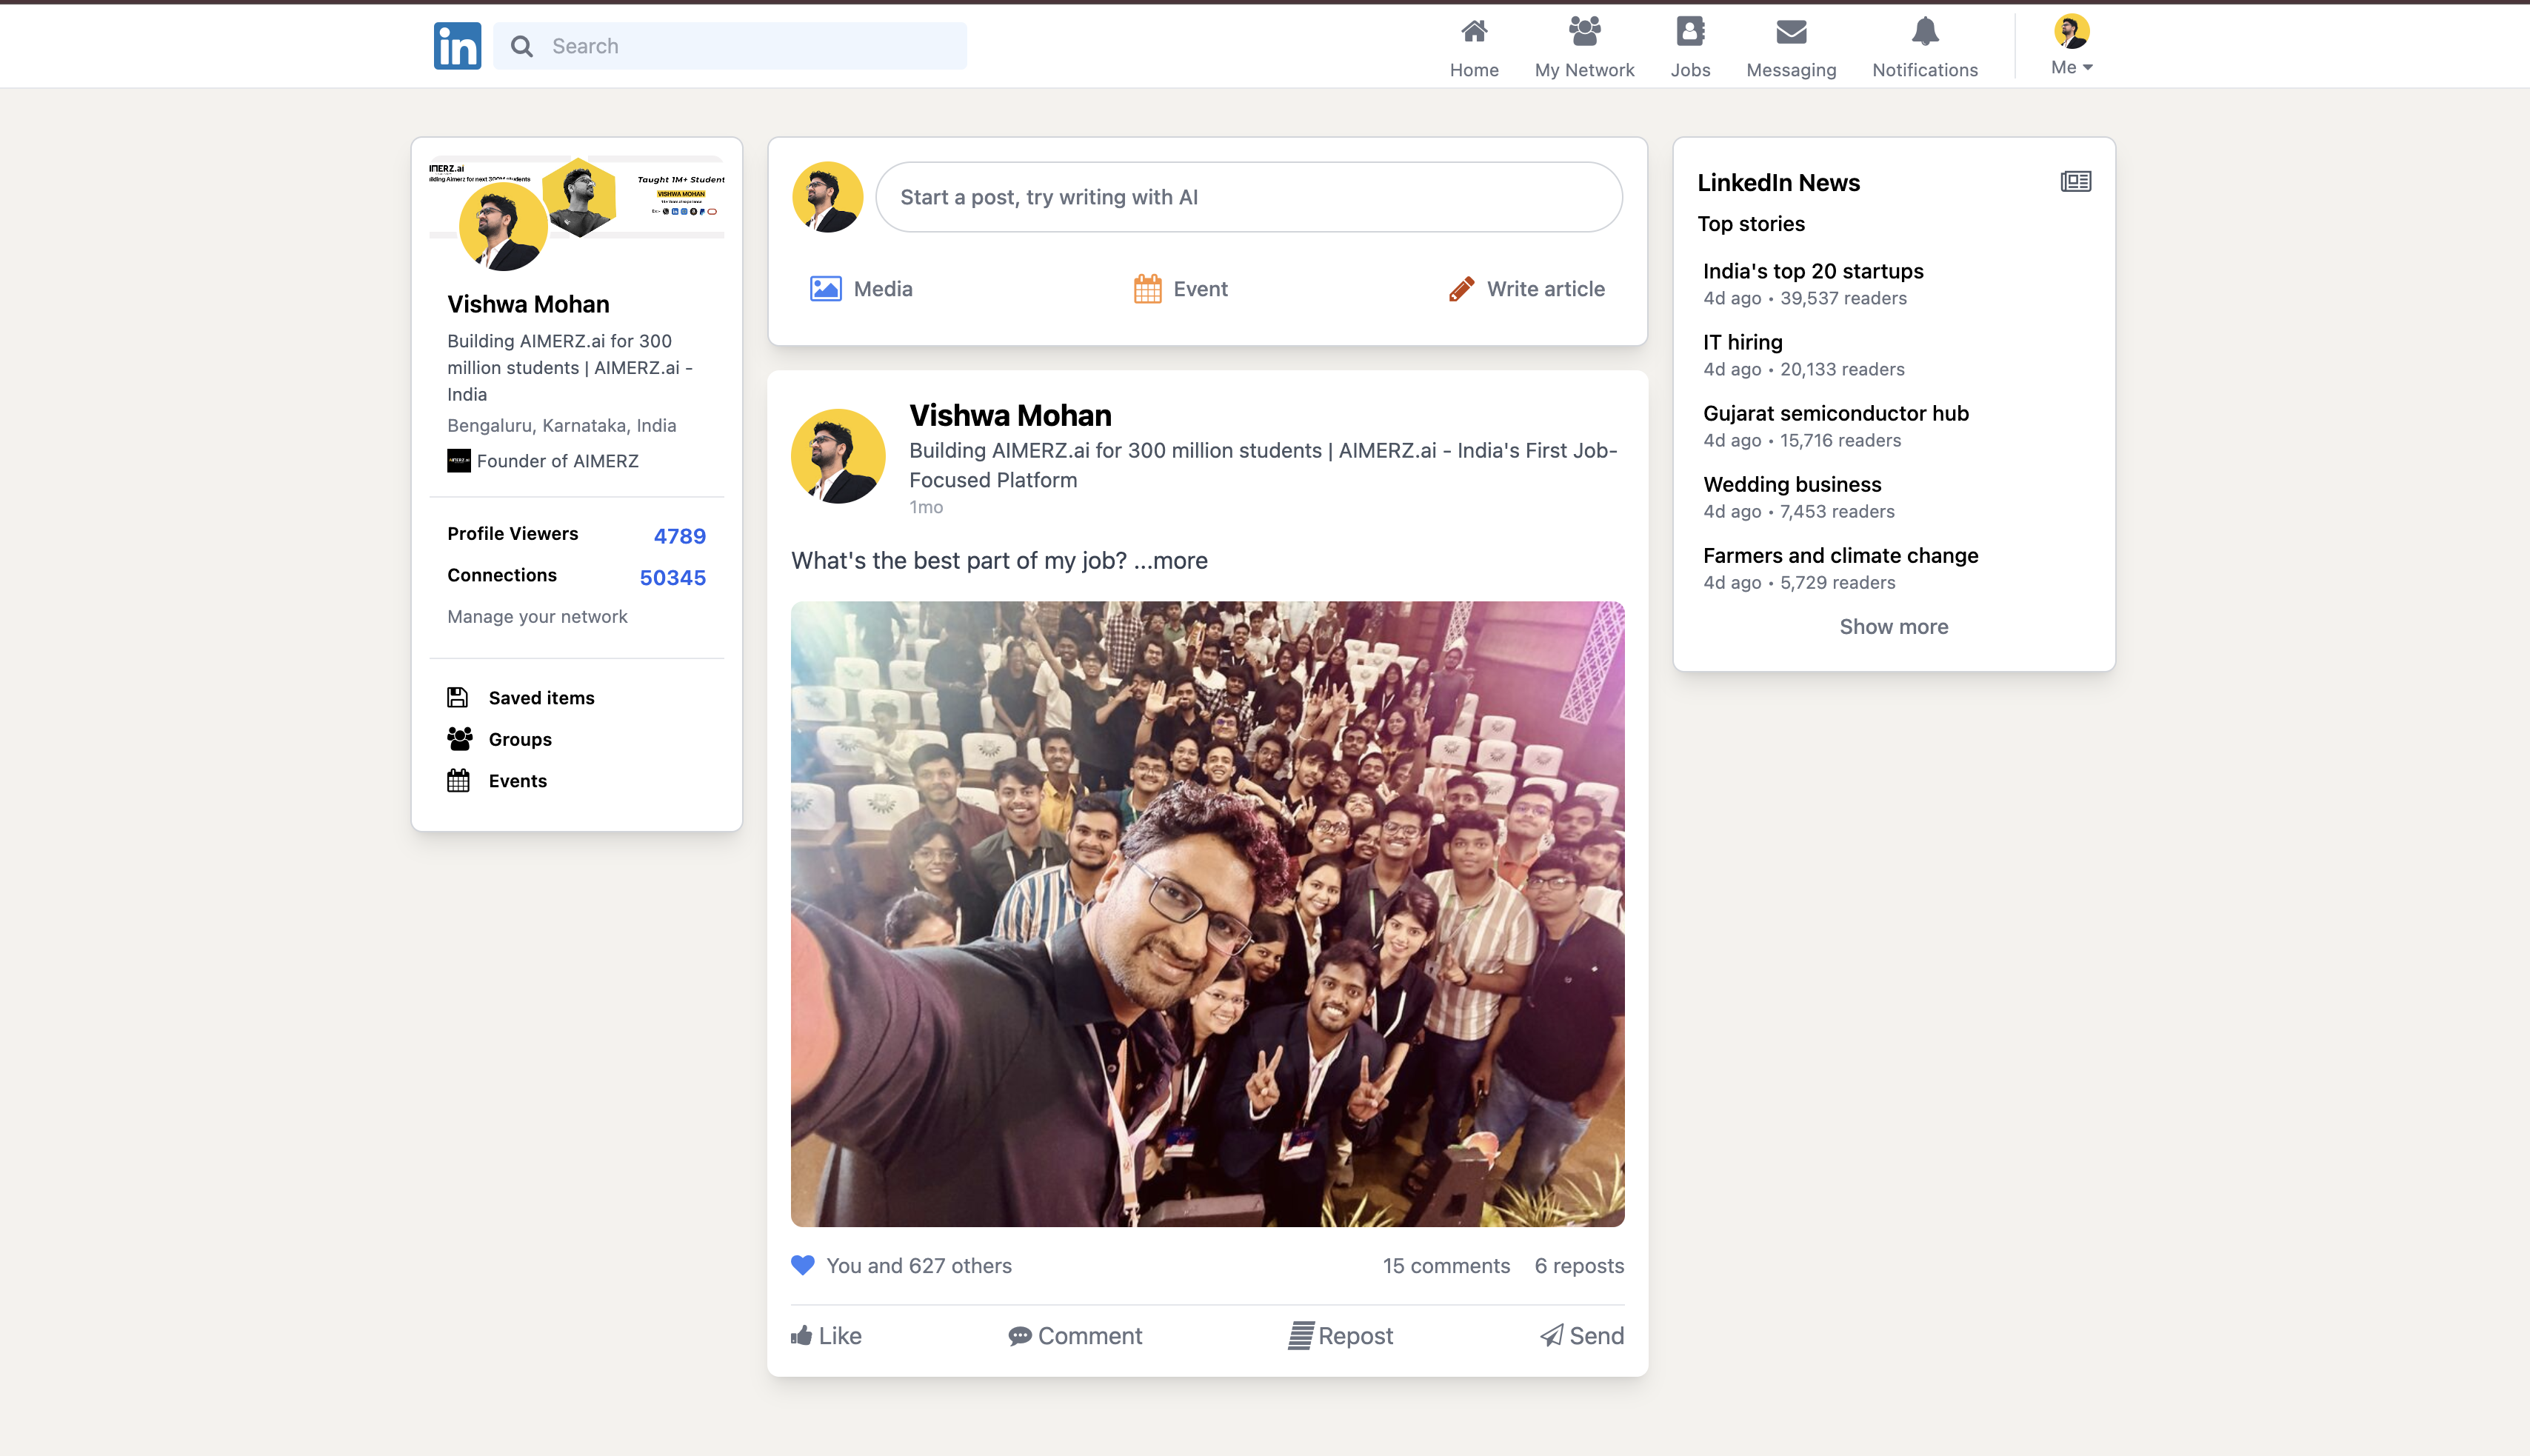 in
Search
Home
My Network
Jobs
Messaging
Notifications
Me
Taught 1M+ Student
VISHWA MOHAN
Vishwa Mohan
Building AIMERZ.ai for 300
million students | AIMERZ.ai -
India
Bengaluru, Karnataka, India
Founder of AIMERZ
Profile Viewers
4789
Connections
50345
Manage your network
Saved items
Groups
Events
Start a post, try writing with AI
Media
Event
Write article
Vishwa Mohan
Building AIMERZ.ai for 300 million students | AIMERZ.ai - India's First Job-
Focused Platform
1mo
What's the best part of my job? ...more
You and 627 others
15 comments
6 reposts
Like
Comment
Repost
Send
LinkedIn News
Top stories
India's top 20 startups
4d ago • 39,537 readers
IT hiring
4d ago • 20,133 readers
Gujarat semiconductor hub
4d ago • 15,716 readers
Wedding business
4d ago • 7,453 readers
Farmers and climate change
4d ago • 5,729 readers
Show more